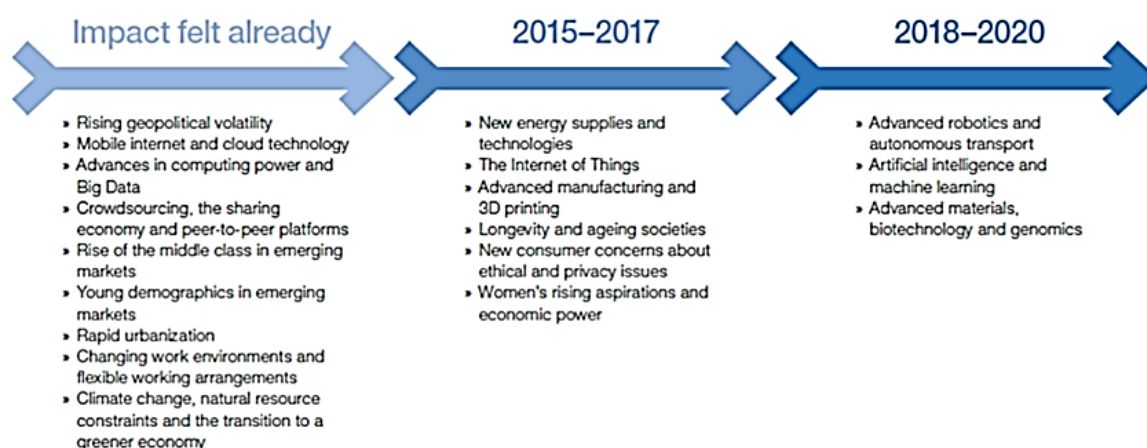 Impact felt already
» Rising geopolitical volatility
» Mobile internet and cloud technology
» Advances in computing power and
Big Data
» Crowdsourcing, the sharing
economy and peer-to-peer platforms
» Rise of the middle class in emerging
markets
» Young demographics in emerging
markets
» Rapid urbanization
» Changing work environments and
flexible working arrangements
» Climate change, natural resource
constraints and the transition to a
greener economy
2015–2017
» New energy supplies and
technologies
» The Internet of Things
» Advanced manufacturing and
3D printing
» Longevity and ageing societies
» New consumer concerns about
ethical and privacy issues
» Women's rising aspirations and
economic power
2018–2020
» Advanced robotics and
autonomous transport
» Artificial intelligence and
machine learning
» Advanced materials,
biotechnology and genomics